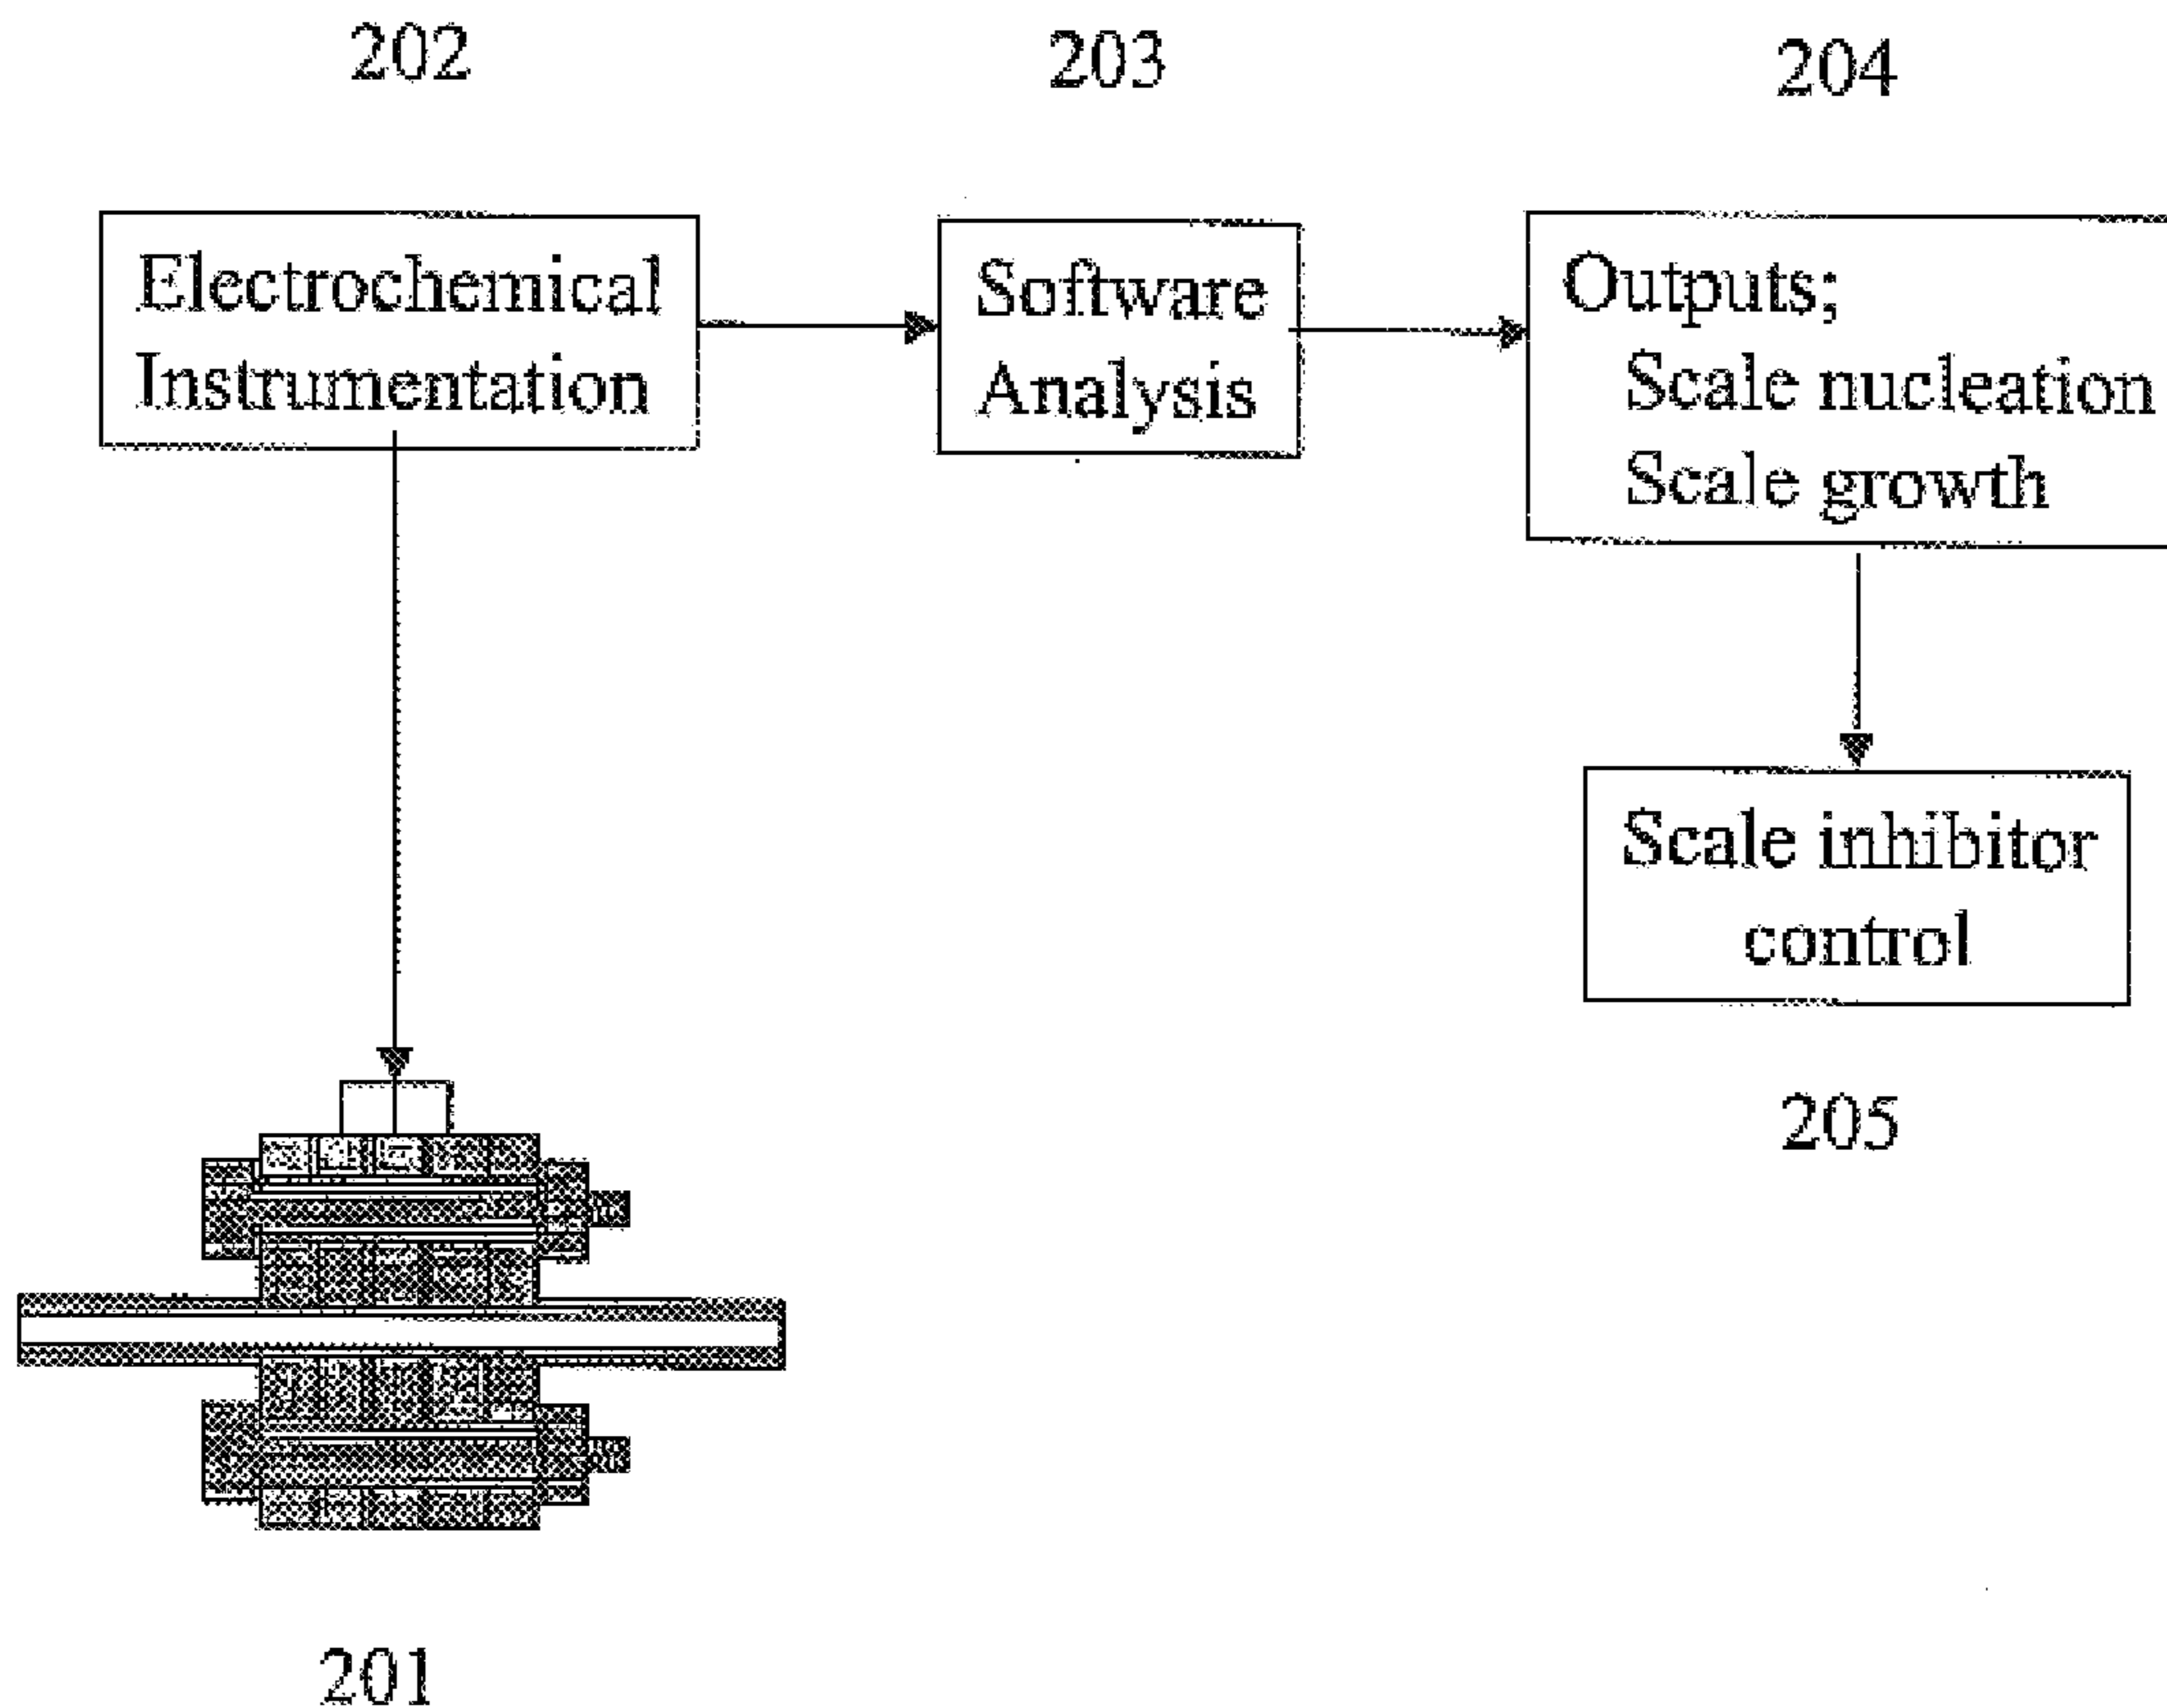 202
203
204
Electrochemical
Instrumentation
Software
Analysis
Outputs;
Scale nucleation
Scale growth
Scale inhibitor
control
205
201